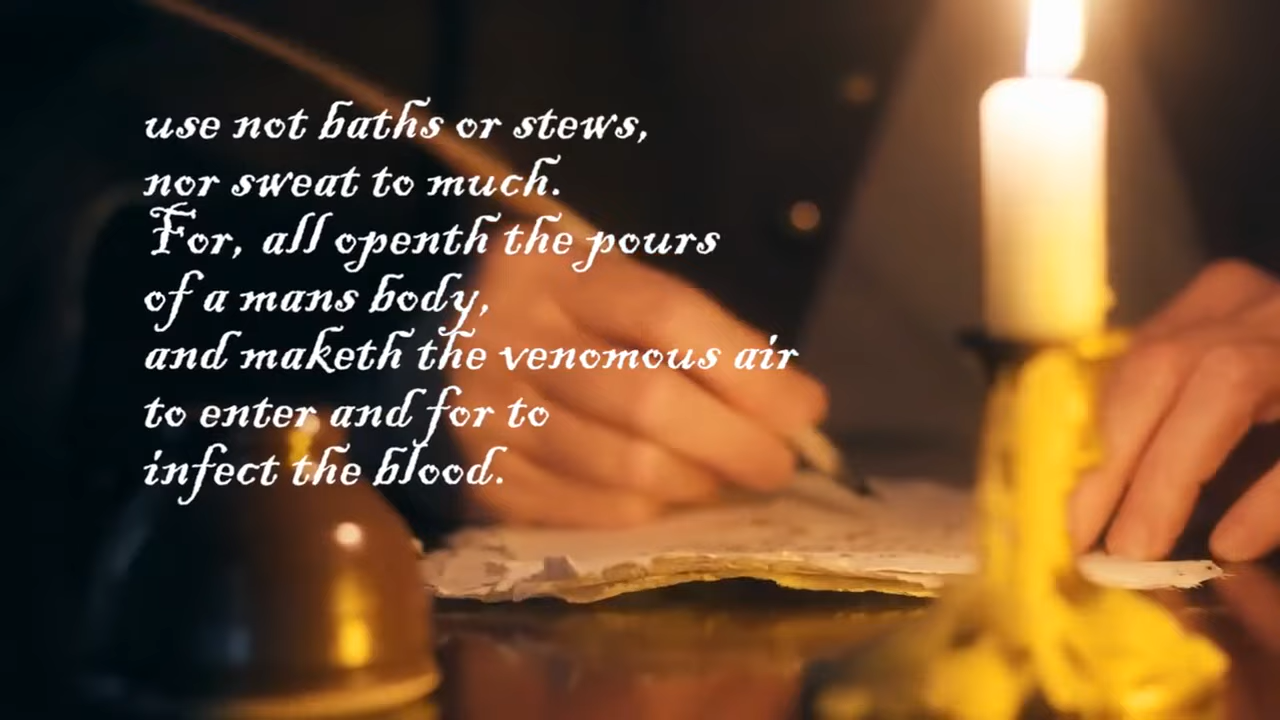 use not baths or stews,
nor sweat to much.
For, all openth the pours
of a mans body,
and maketh the venomous air
to enter and for to
infect the blood.